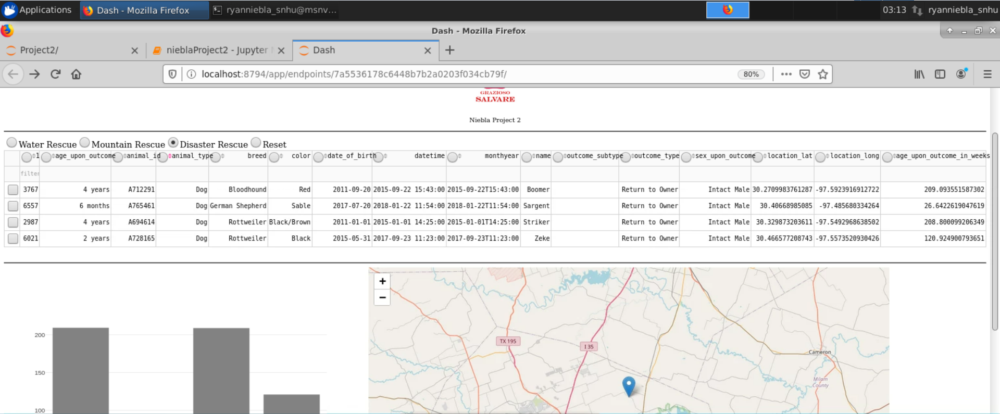 Applications Dash - Mozilla Firefox ryanniebla_snhu@msnv... 03:13 ryanniebla_snhu
Dash - Mozilla Firefox
Project2/ nieblaProject2 - Jupyter Dash
localhost:8794/app/endpoints/7a5536178c6448b7b2a0203f034cb79f/ 80%
GRAZIOSO
SALVARE
Niebla Project 2
Water Rescue Mountain Rescue Disaster Rescue Reset
1 age_upon_outcome animal_id animal_type breed color date_of_birth datetime monthyear name outcome_subtype outcome_type sex_upon_outcome location_lat location_long age_upon_outcome_in_weeks
filter
3767 4 years A712291 Dog Bloodhound Red 2011-09-20 2015-09-22 15:43:00 2015-09-22T15:43:00 Boomer Return to Owner Intact Male 30.2709983761287 -97.5923916912722 209.093551587302
6557 6 months A765461 Dog German Shepherd Sable 2017-07-20 2018-01-22 11:54:00 2018-01-22T11:54:00 Sargent Return to Owner Intact Male 30.40668985085 -97.485680334264 26.6422619047619
2987 4 years A694614 Dog Rottweiler Black/Brown 2011-01-01 2015-01-01 14:25:00 2015-01-01T14:25:00 Striker Return to Owner Intact Male 30.329873203611 -97.5492968638502 208.800099206349
6021 2 years A728165 Dog Rottweiler Black 2015-05-31 2017-09-23 11:23:00 2017-09-23T11:23:00 Zeke Return to Owner Intact Male 30.466577208743 -97.5573520930426 120.924900793651
+
−
200
150
100
TX 195
I 35
Cameron
Milam
County